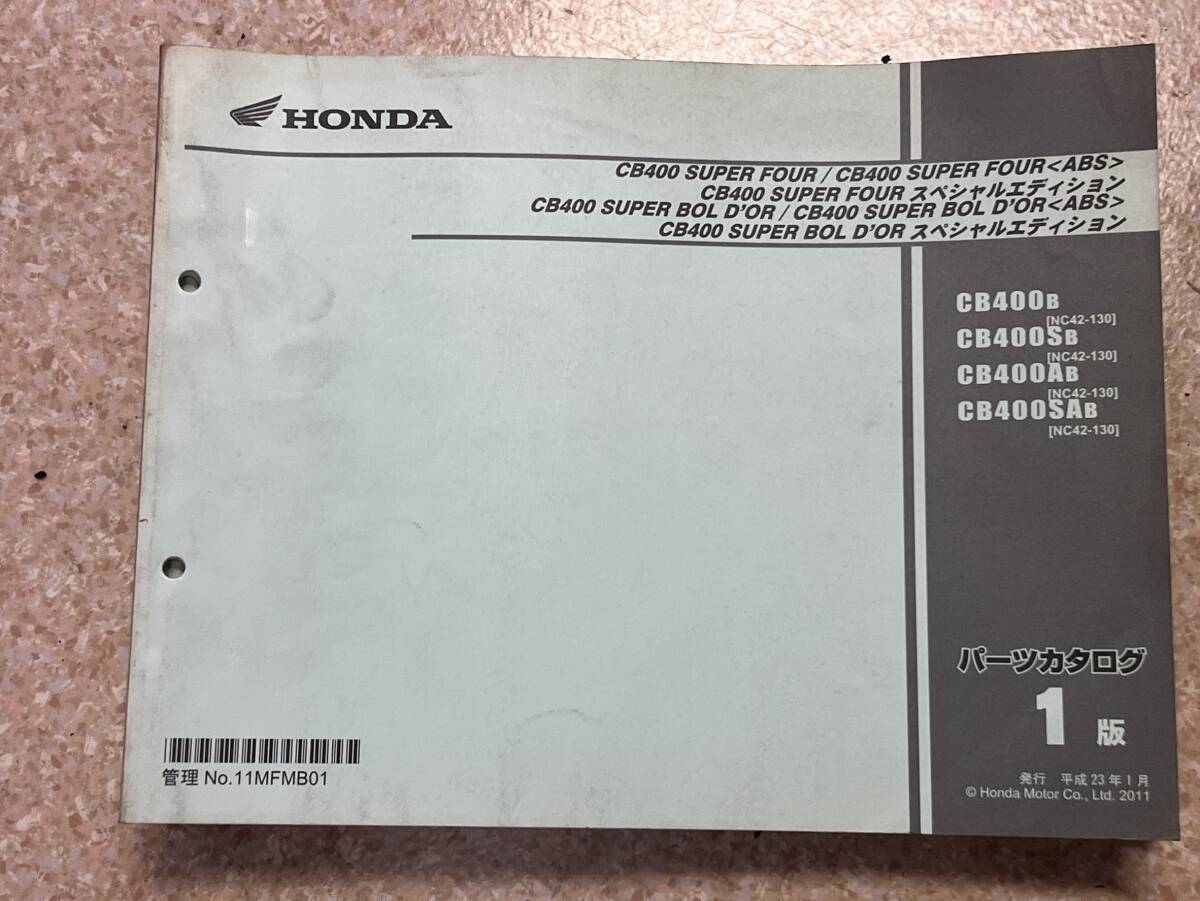 HONDA
CB400 SUPER FOUR / CB400 SUPER FOUR<ABS>
CB400 SUPER FOUR スペシャルエディション
CB400 SUPER BOL D'OR / CB400 SUPER BOL D'OR<ABS>
CB400 SUPER BOL D'OR スペシャルエディション
CB400B
[NC42-130]
CB400SB
[NC42-130]
CB400AB
[NC42-130]
CB400SAB
[NC42-130]
パーツカタログ
1 版
発行 平成23年1月
© Honda Motor Co., Ltd. 2011
管理 No.11MFMB01